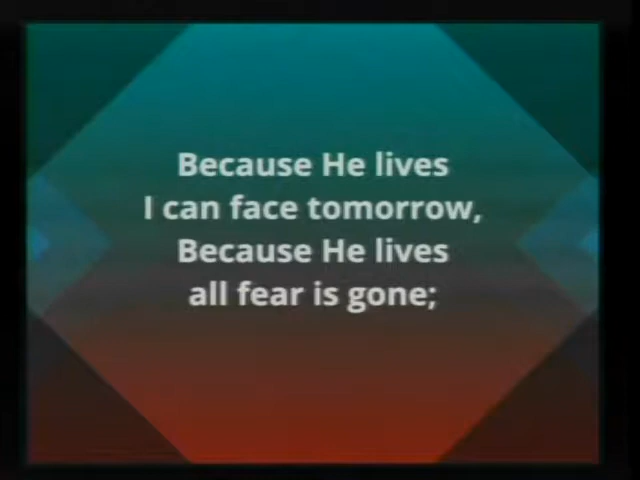 Because He lives
I can face tomorrow,
Because He lives
all fear is gone;